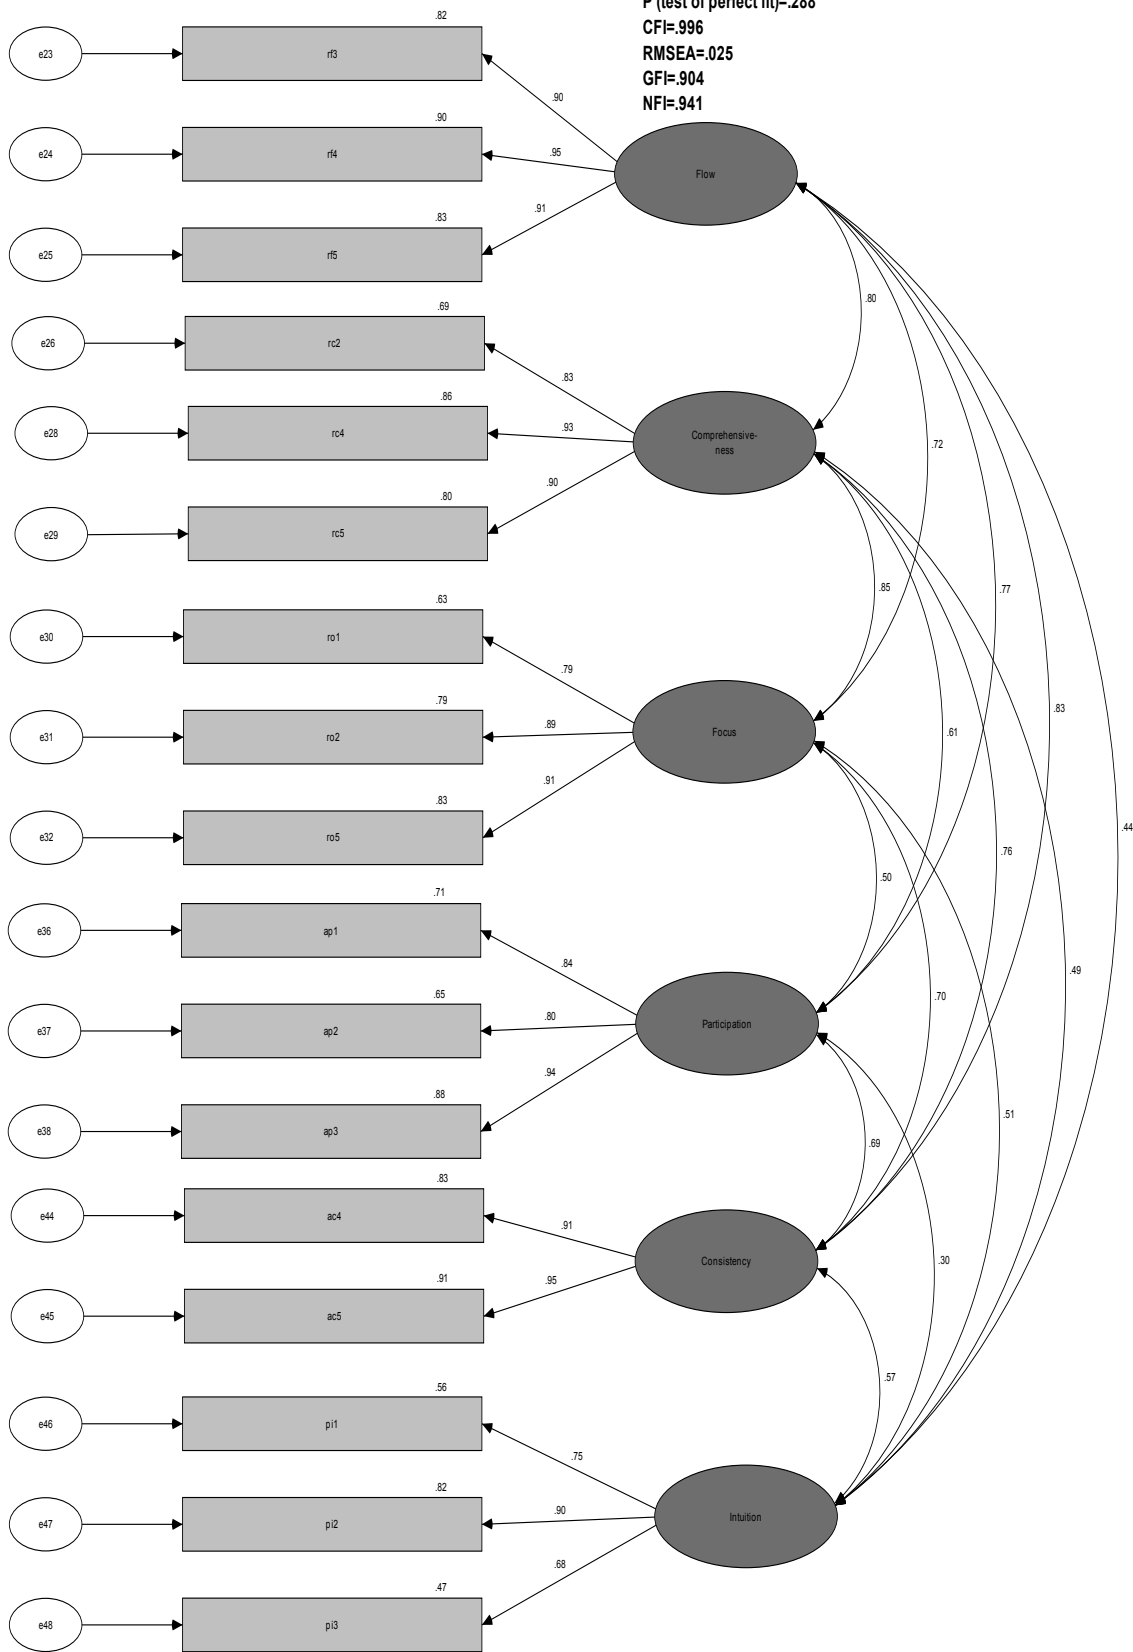 P (test of perfect fit)=.288
CFI=.996
RMSEA=.025
GFI=.904
NFI=.941
.82
e23
rf3
.90
.90
e24
rf4
.95
Flow
.83
e25
rf5
.91
.80
.69
e26
rc2
.83
.86
e28
rc4
.93
Comprehensive-
ness
.72
.80
e29
rc5
.90
.85
.77
.63
e30
ro1
.79
.79
e31
ro2
.89
Focus
.61
.83
.83
e32
ro5
.91
.44
.76
.50
.71
e36
ap1
.84
.49
.70
.65
e37
ap2
.80
Participation
.88
e38
ap3
.94
.51
.69
.83
e44
ac4
.91
Consistency
.30
.91
e45
ac5
.95
.57
.56
e46
pi1
.75
.82
e47
pi2
.90
Intuition
.47
e48
pi3
.68